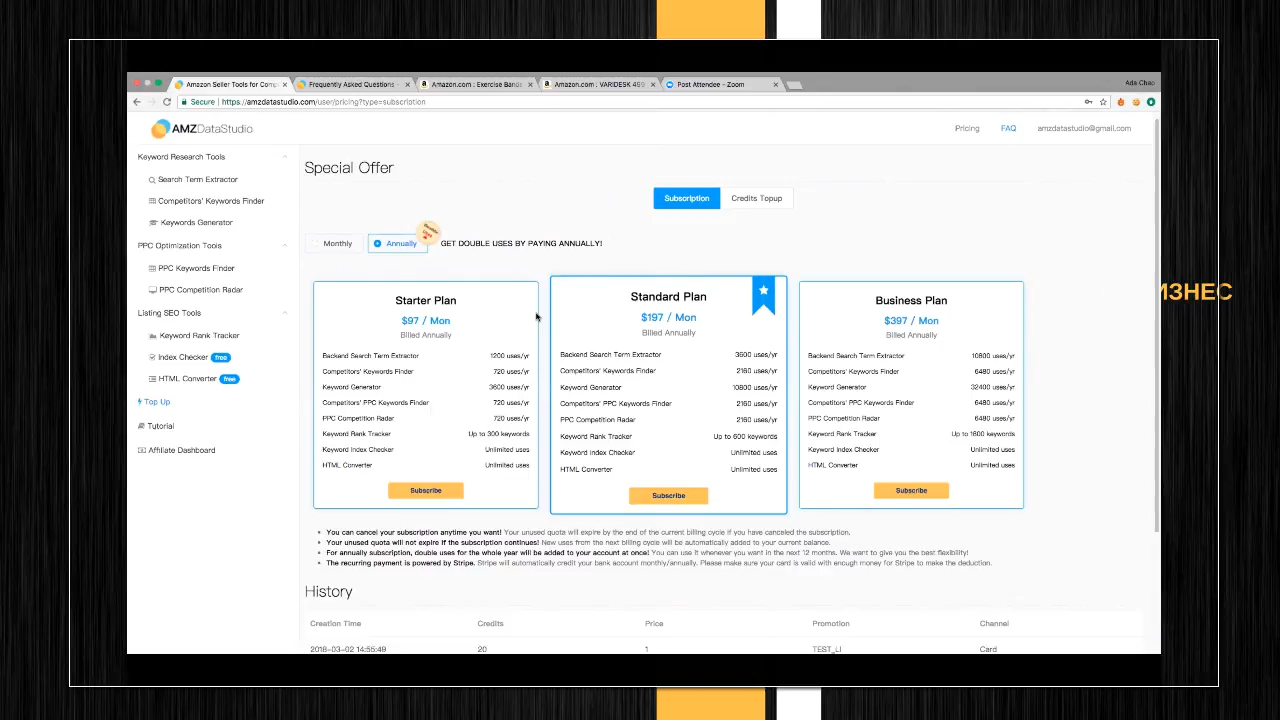 Amazon Seller Tools for Comp
Frequently Asked Questions
Amazon.com : Exercise Bands
Amazon.com : VARIDESK 469
Post Attendee - Zoom
Ada Chao
Secure
https://amzdatastudio.com/user/pricing?type=subscription
AMZDataStudio
Pricing
FAQ
amzdatastudio@gmail.com
Keyword Research Tools
Search Term Extractor
Competitors' Keywords Finder
Keywords Generator
PPC Optimization Tools
PPC Keywords Finder
PPC Competition Radar
Listing SEO Tools
Keyword Rank Tracker
Index Checker free
HTML Converter free
Top Up
Tutorial
Affiliate Dashboard
Special Offer
Subscription
Credits Topup
Monthly
Annually
GET DOUBLE USES BY PAYING ANNUALLY!
Starter Plan
$97 / Mon
Billed Annually
Backend Search Term Extractor 1200 uses/yr
Competitors' Keywords Finder 720 uses/yr
Keyword Generator 3600 uses/yr
Competitors' PPC Keywords Finder 720 uses/yr
PPC Competition Radar 720 uses/yr
Keyword Rank Tracker Up to 300 keywords
Keyword Index Checker Unlimited uses
HTML Converter Unlimited uses
Subscribe
Standard Plan
$197 / Mon
Billed Annually
Backend Search Term Extractor 3600 uses/yr
Competitors' Keywords Finder 2160 uses/yr
Keyword Generator 10800 uses/yr
Competitors' PPC Keywords Finder 2160 uses/yr
PPC Competition Radar 2160 uses/yr
Keyword Rank Tracker Up to 600 keywords
Keyword Index Checker Unlimited uses
HTML Converter Unlimited uses
Subscribe
Business Plan
$397 / Mon
Billed Annually
Backend Search Term Extractor 10800 uses/yr
Competitors' Keywords Finder 6480 uses/yr
Keyword Generator 32400 uses/yr
Competitors' PPC Keywords Finder 6480 uses/yr
PPC Competition Radar 6480 uses/yr
Keyword Rank Tracker Up to 1600 keywords
Keyword Index Checker Unlimited uses
HTML Converter Unlimited uses
Subscribe
You can cancel your subscription anytime you want! Your unused quota will expire by the end of the current billing cycle if you have canceled the subscription.
Your unused quota will not expire if the subscription continues! New uses from the next billing cycle will be automatically added to your current balance.
For annually subscription, double uses for the whole year will be added to your account at once! You can use it whenever you want in the next 12 months. We want to give you the best flexibility!
The recurring payment is powered by Stripe. Stripe will automatically credit your bank account monthly/annually. Please make sure your card is valid with enough money for Stripe to make the deduction.
History
Creation Time Credits Price Promotion Channel
2018-03-02 14:55:49 20 1 TEST_LI Card
МЗНЕС